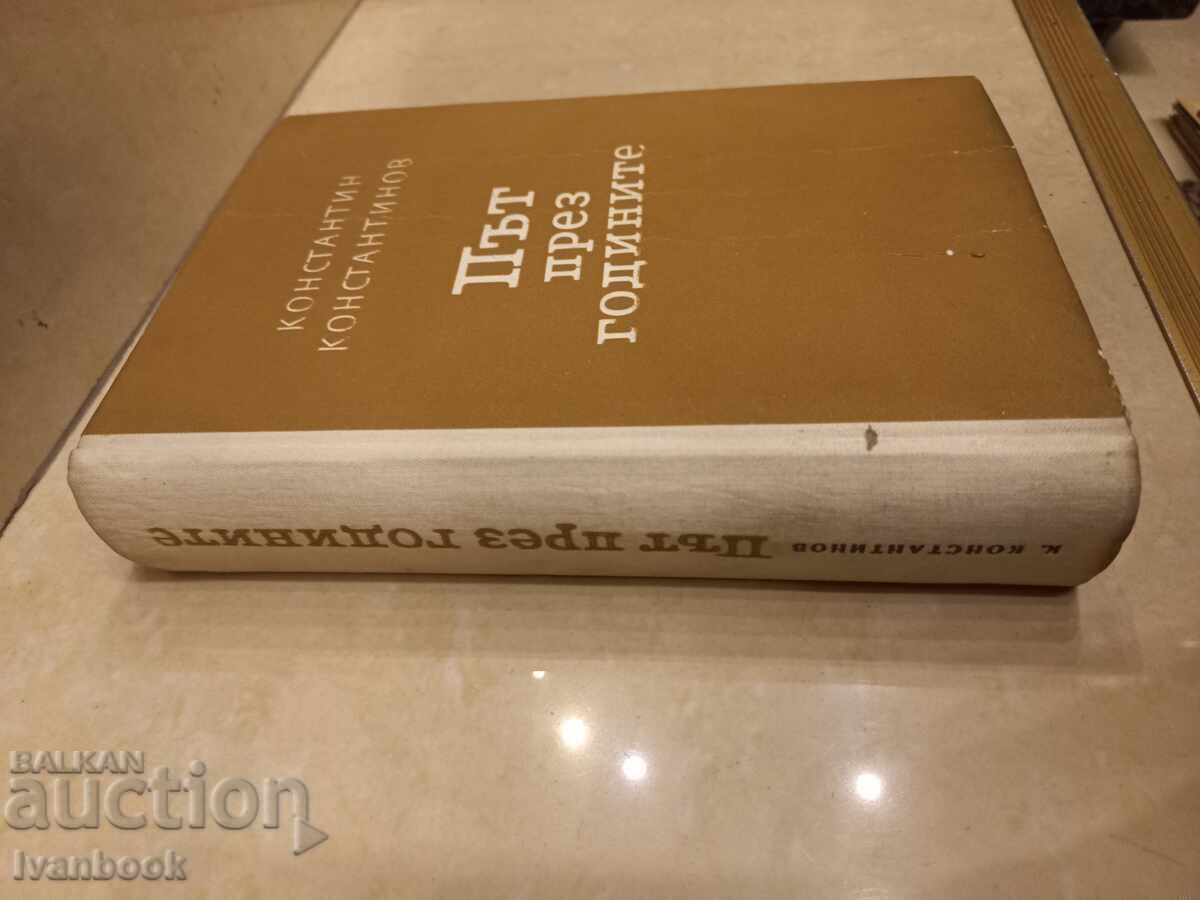 КОНСТАНТИН
КОНСТАНТИНОВ
Път
през
годините
К. КОНСТАНТИНОВ Път през годините
BALKAN
auction
Ivanbook